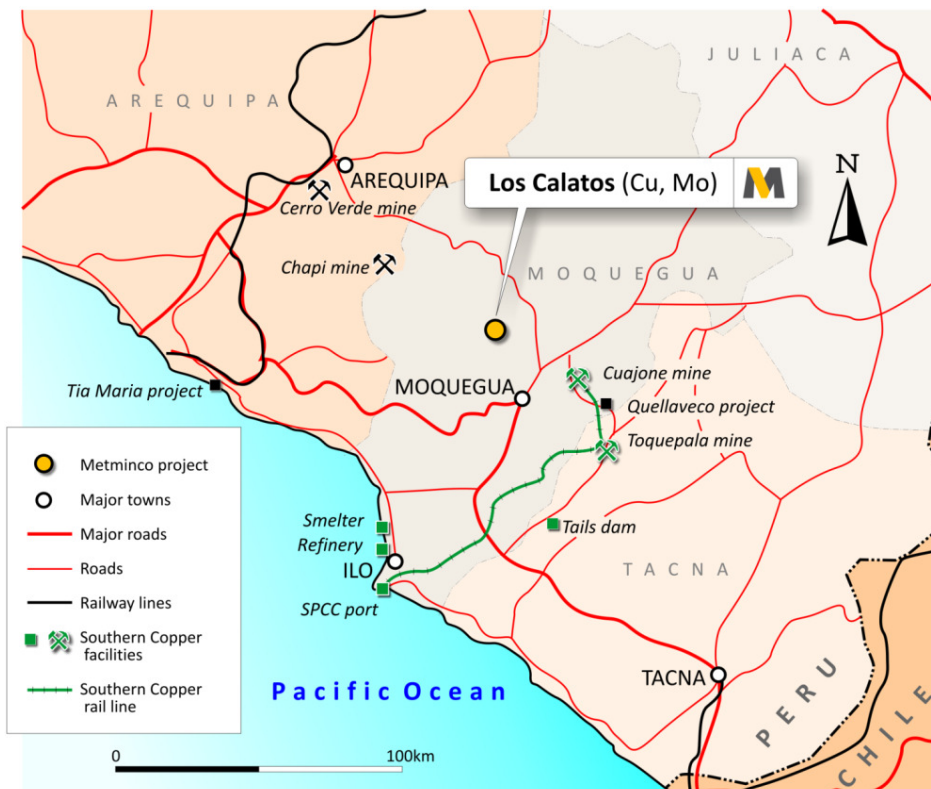 JULIACA
AREQUIPA
AREQUIPA
Los Calatos (Cu, Mo)
N
Cerro Verde mine
Chapi mine
MOQUEGUA
Tia Maria project
MOQUEGUA
Cuajone mine
Quellaveco project
Toquepala mine
Metminco project
Major towns
Major roads
Roads
Railway lines
Southern Copper
facilities
Southern Copper
rail line
Smelter
Refinery
ILO
SPCC port
Tails dam
TACNA
TACNA
Pacific Ocean
PERU
CHILE
0
100km